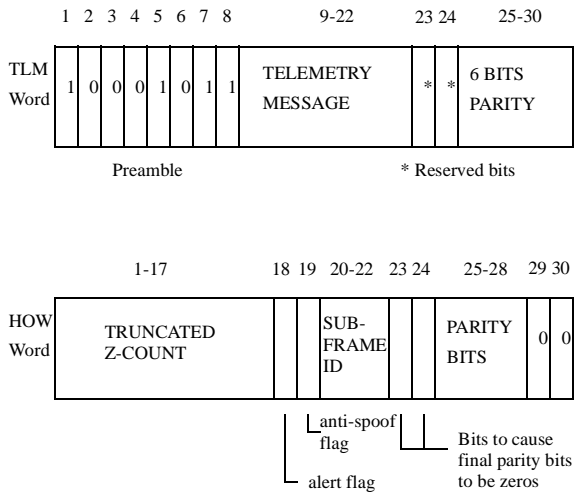 1 2 3 4 5 6 7 8 9-22 23 24 25-30
TLM
Word
1 0 0 0 1 0 1 1
TELEMETRY
MESSAGE
* *
6 BITS
PARITY
Preamble
* Reserved bits
1-17 18 19 20-22 23 24 25-28 29 30
HOW
Word
TRUNCATED
Z-COUNT
SUB-
FRAME
ID
PARITY
BITS
0 0
anti-spoof
flag
alert flag
Bits to cause
final parity bits
to be zeros